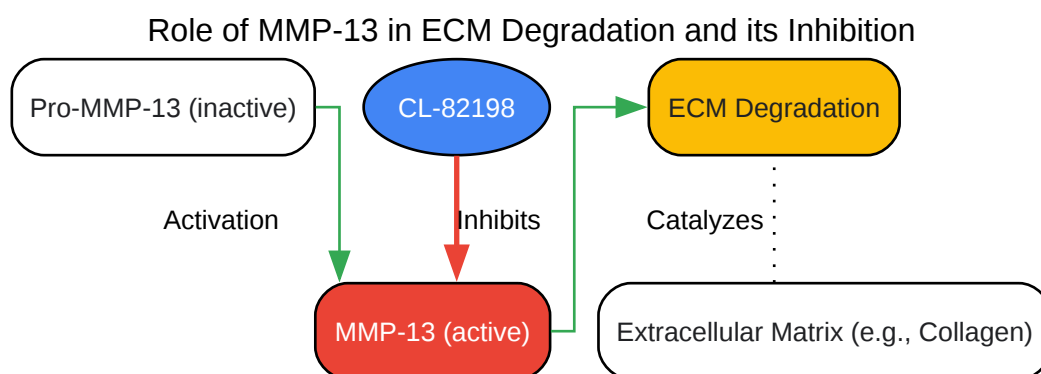 Role of MMP-13 in ECM Degradation and its Inhibition
Pro-MMP-13 (inactive)
CL-82198
ECM Degradation
Activation
Inhibits
Catalyzes
MMP-13 (active)
Extracellular Matrix (e.g., Collagen)